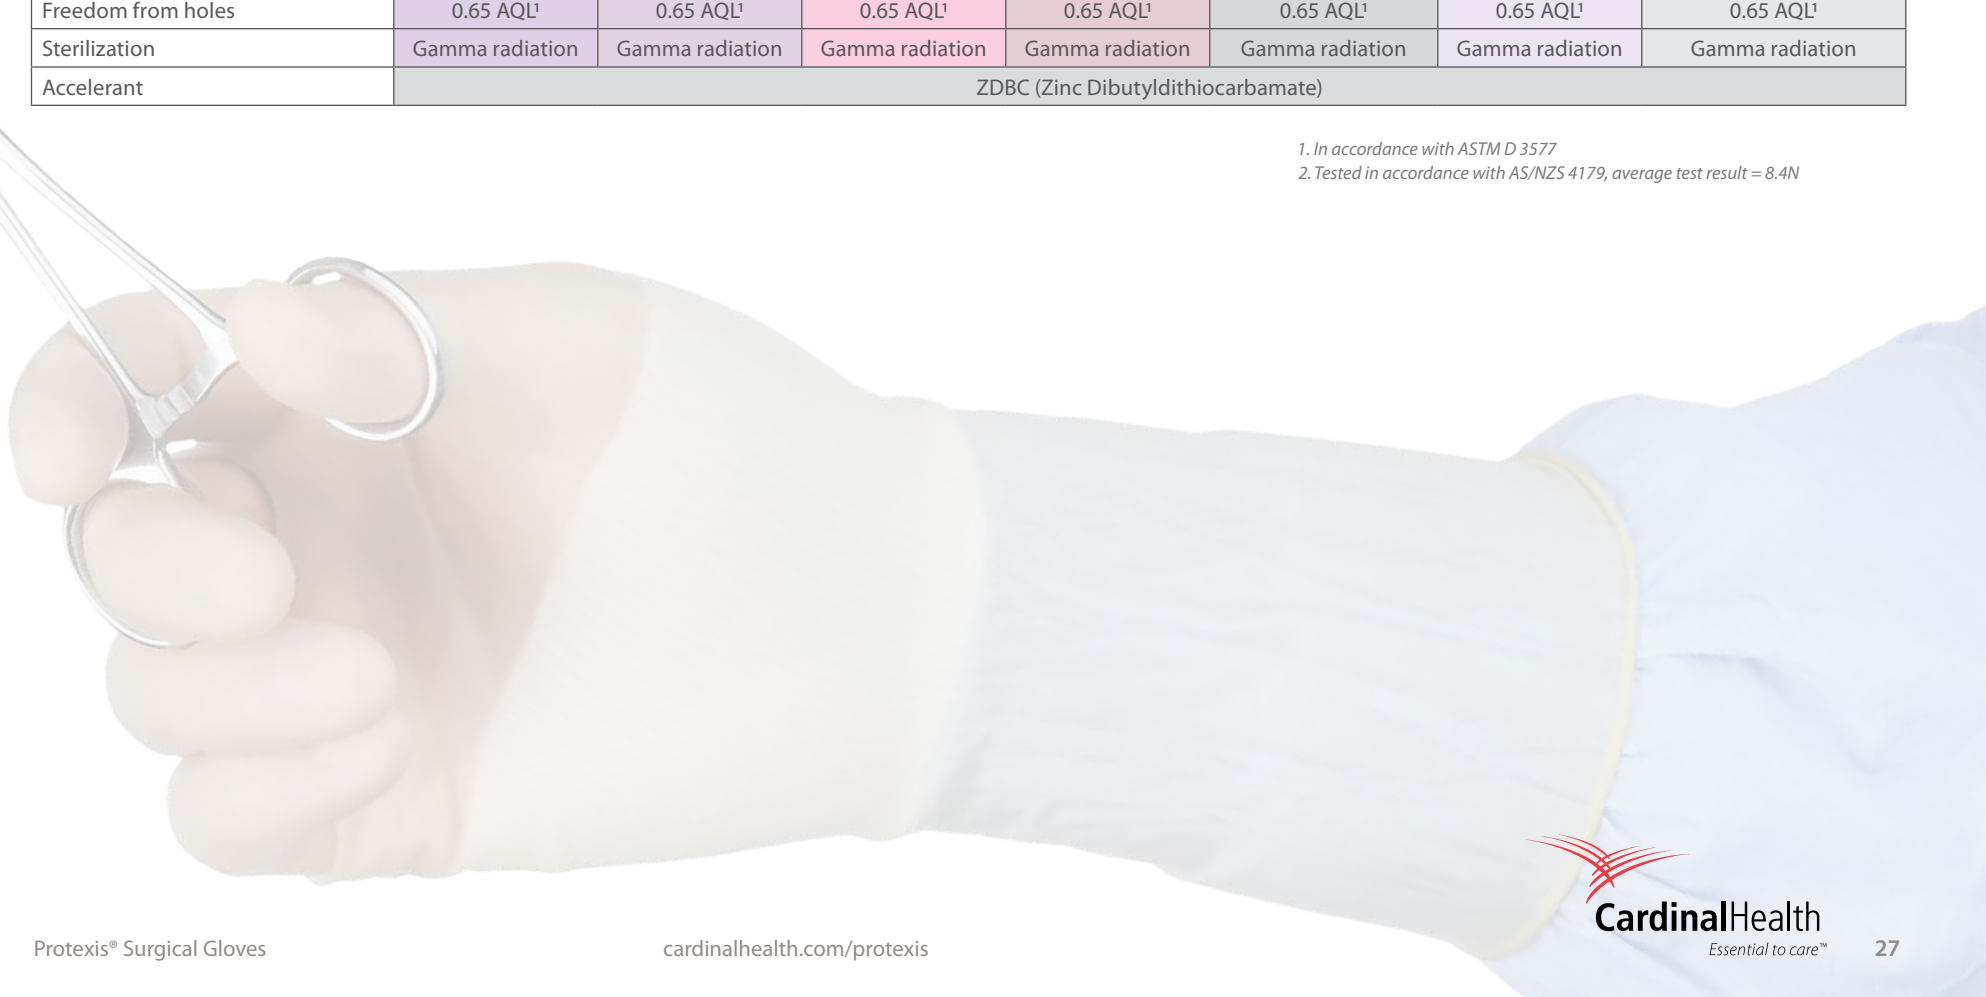 Freedom from holes 0.65 AQL¹ 0.65 AQL¹ 0.65 AQL¹ 0.65 AQL¹ 0.65 AQL¹ 0.65 AQL¹ 0.65 AQL¹
Sterilization Gamma radiation Gamma radiation Gamma radiation Gamma radiation Gamma radiation Gamma radiation Gamma radiation
Accelerant ZDBC (Zinc Dibutyldithiocarbamate)
1. In accordance with ASTM D 3577
2. Tested in accordance with AS/NZS 4179, average test result = 8.4N
CardinalHealth
Essential to care™
Protexis® Surgical Gloves cardinalhealth.com/protexis 27